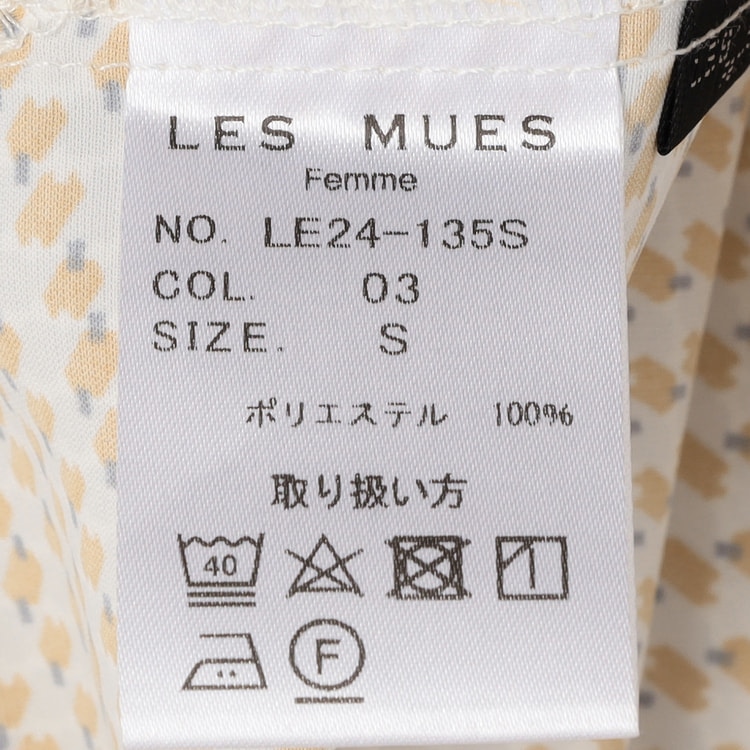 LES MUES
Femme
NO. LE24-135S
COL. 03
SIZE. S
ポリエステル 100%
取り扱い方
40
F